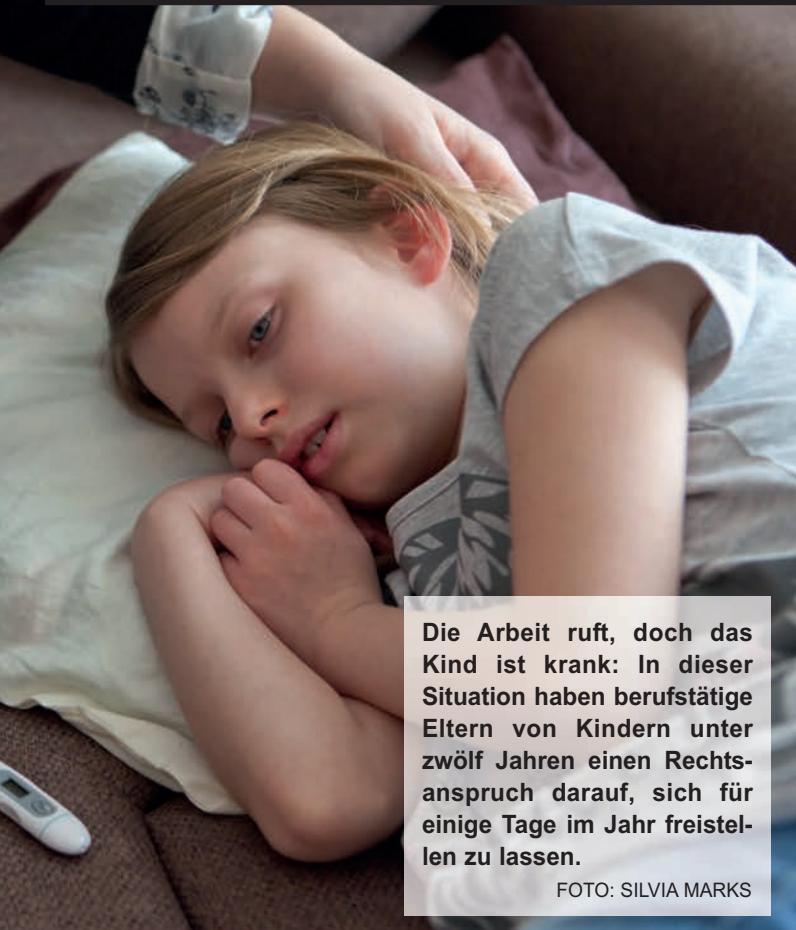 Die Arbeit ruft, doch das
Kind ist krank: In dieser
Situation haben berufstätige
Eltern von Kindern unter
zwölf Jahren einen Rechts-
anspruch darauf, sich für
einige Tage im Jahr freistel-
len zu lassen.
FOTO: SILVIA MARKS